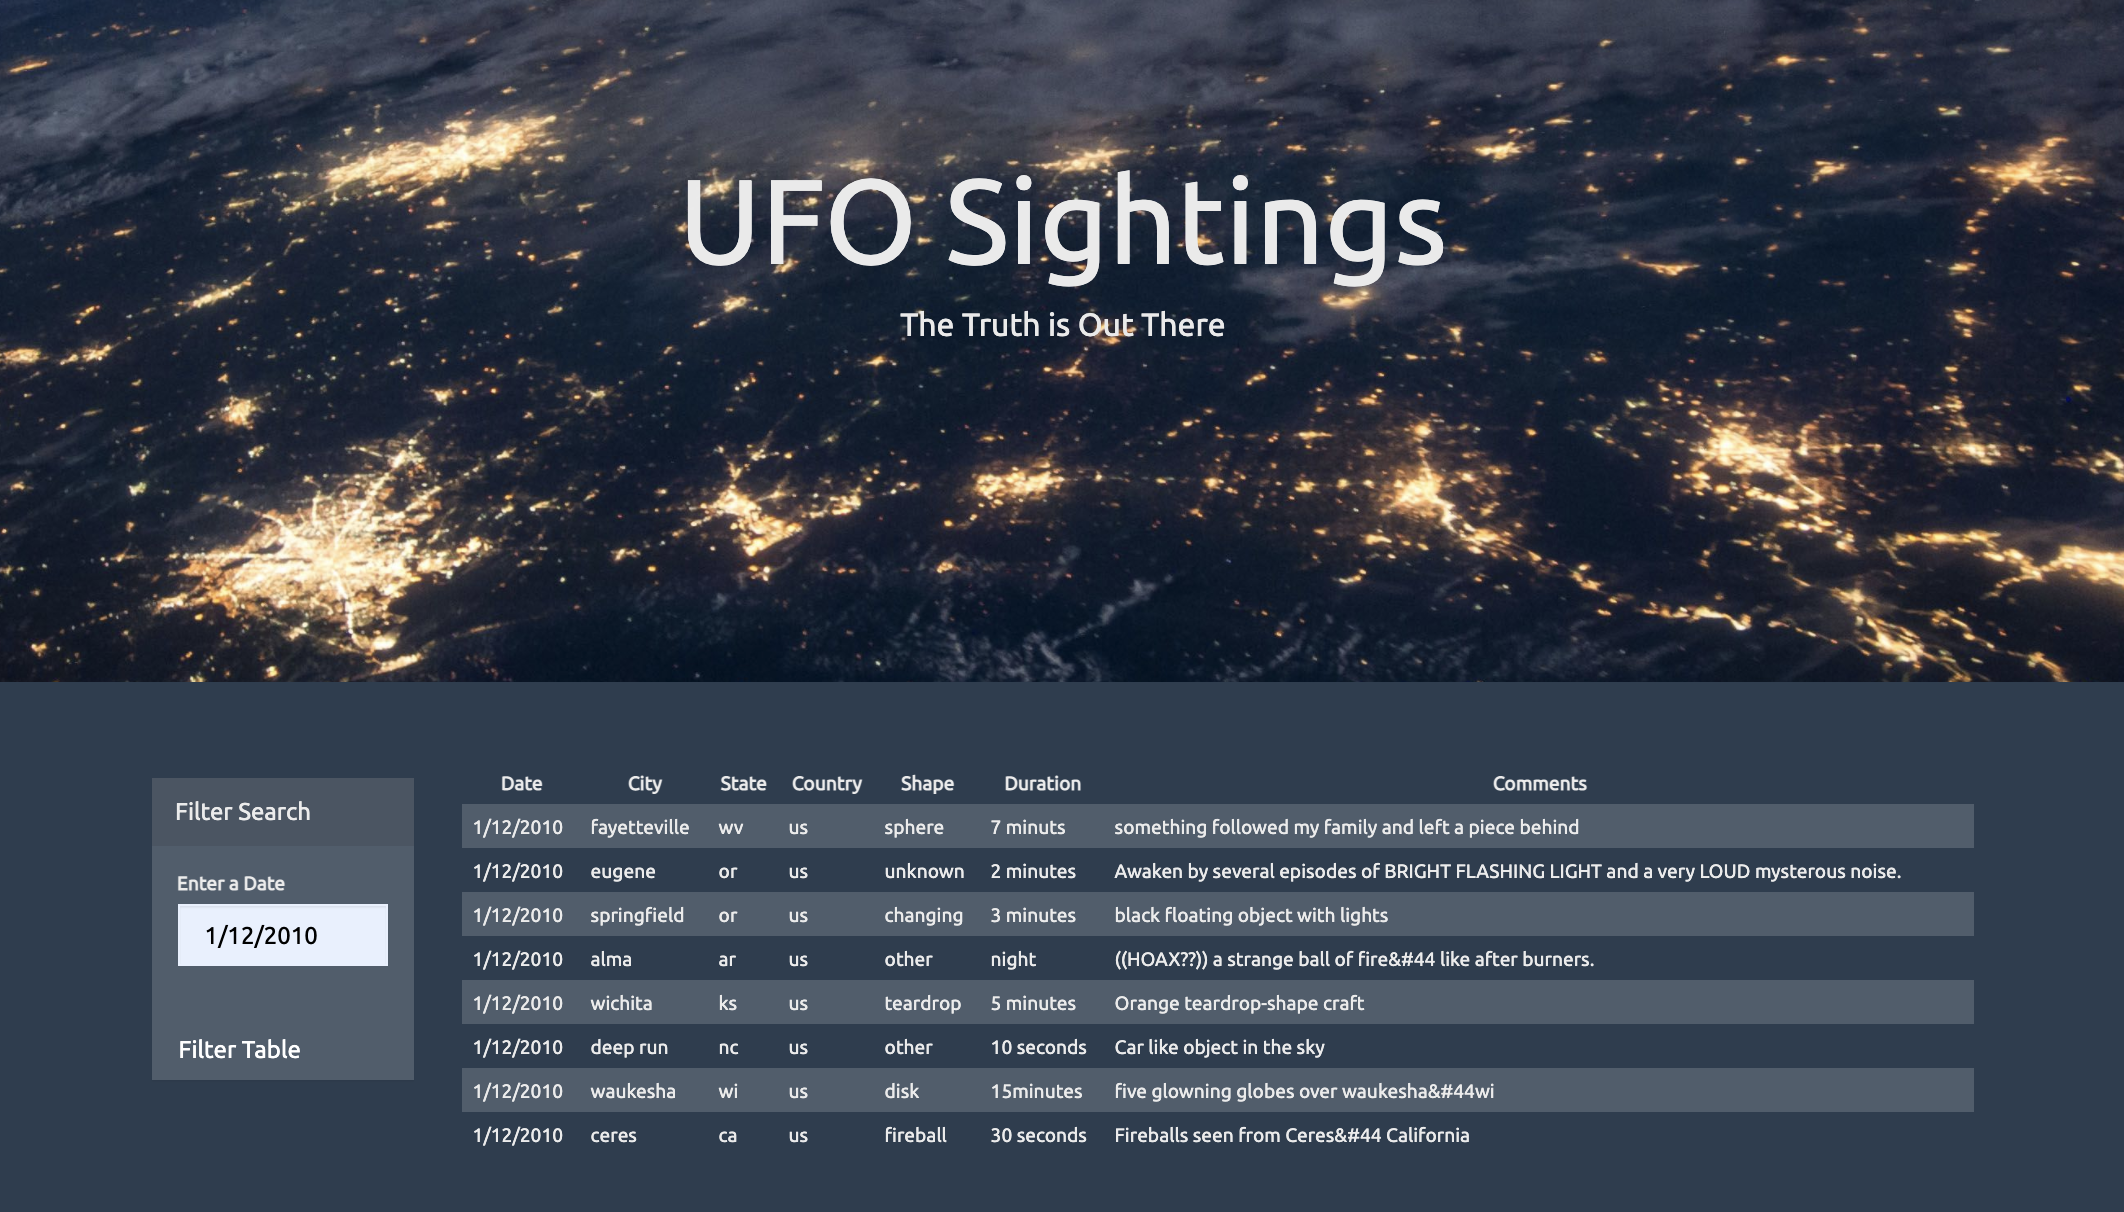 UFO Sightings
The Truth is Out There
Filter Search
Enter a Date
1/12/2010
Filter Table
Date City State Country Shape Duration Comments
1/12/2010 fayetteville wv us sphere 7 minuts something followed my family and left a piece behind
1/12/2010 eugene or us unknown 2 minutes Awaken by several episodes of BRIGHT FLASHING LIGHT and a very LOUD mysterous noise.
1/12/2010 springfield or us changing 3 minutes black floating object with lights
1/12/2010 alma ar us other night ((HOAX??)) a strange ball of fire&#44 like after burners.
1/12/2010 wichita ks us teardrop 5 minutes Orange teardrop-shape craft
1/12/2010 deep run nc us other 10 seconds Car like object in the sky
1/12/2010 waukesha wi us disk 15minutes five glowning globes over waukesha&#44wi
1/12/2010 ceres ca us fireball 30 seconds Fireballs seen from Ceres&#44 California